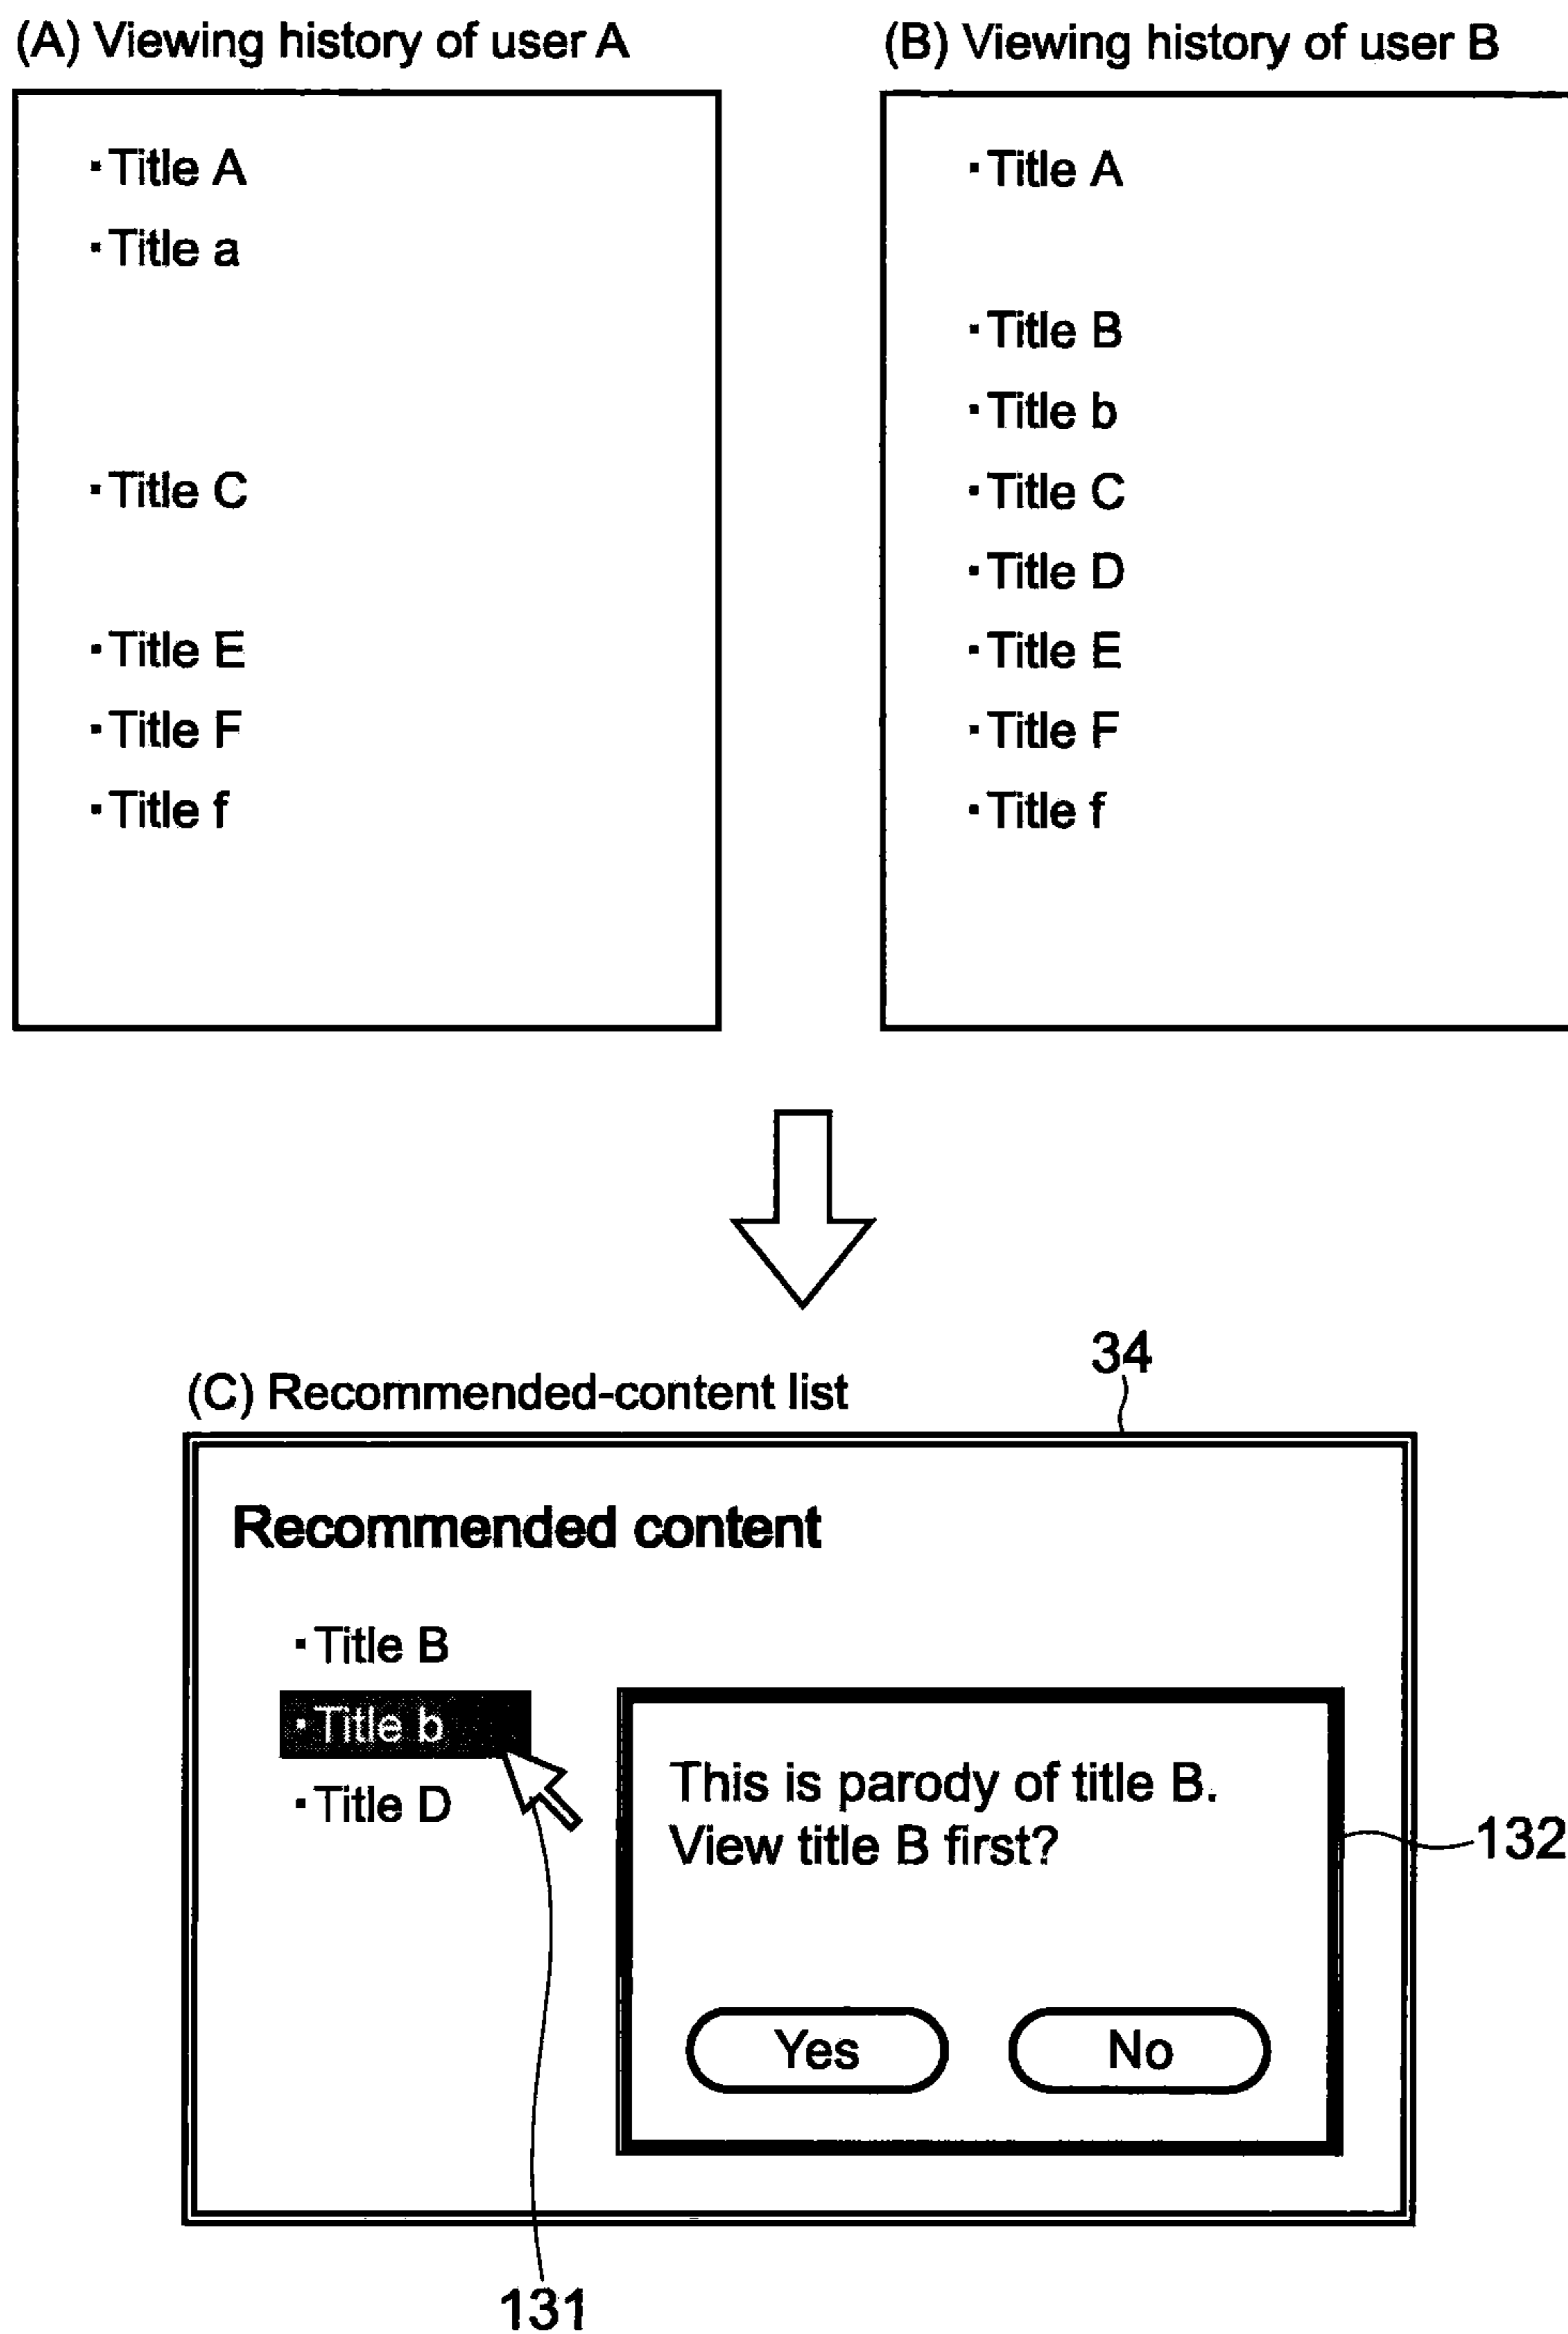 (A) Viewing history of user A
·Title A
·Title a
·Title C
·Title E
·Title F
·Title f
(B) Viewing history of user B
·Title A
·Title B
·Title b
·Title C
·Title D
·Title E
·Title F
·Title f
34
(C) Recommended-content list
Recommended content
·Title B
·Title b
·Title D
This is parody of title B.
View title B first?
132
Yes No
131